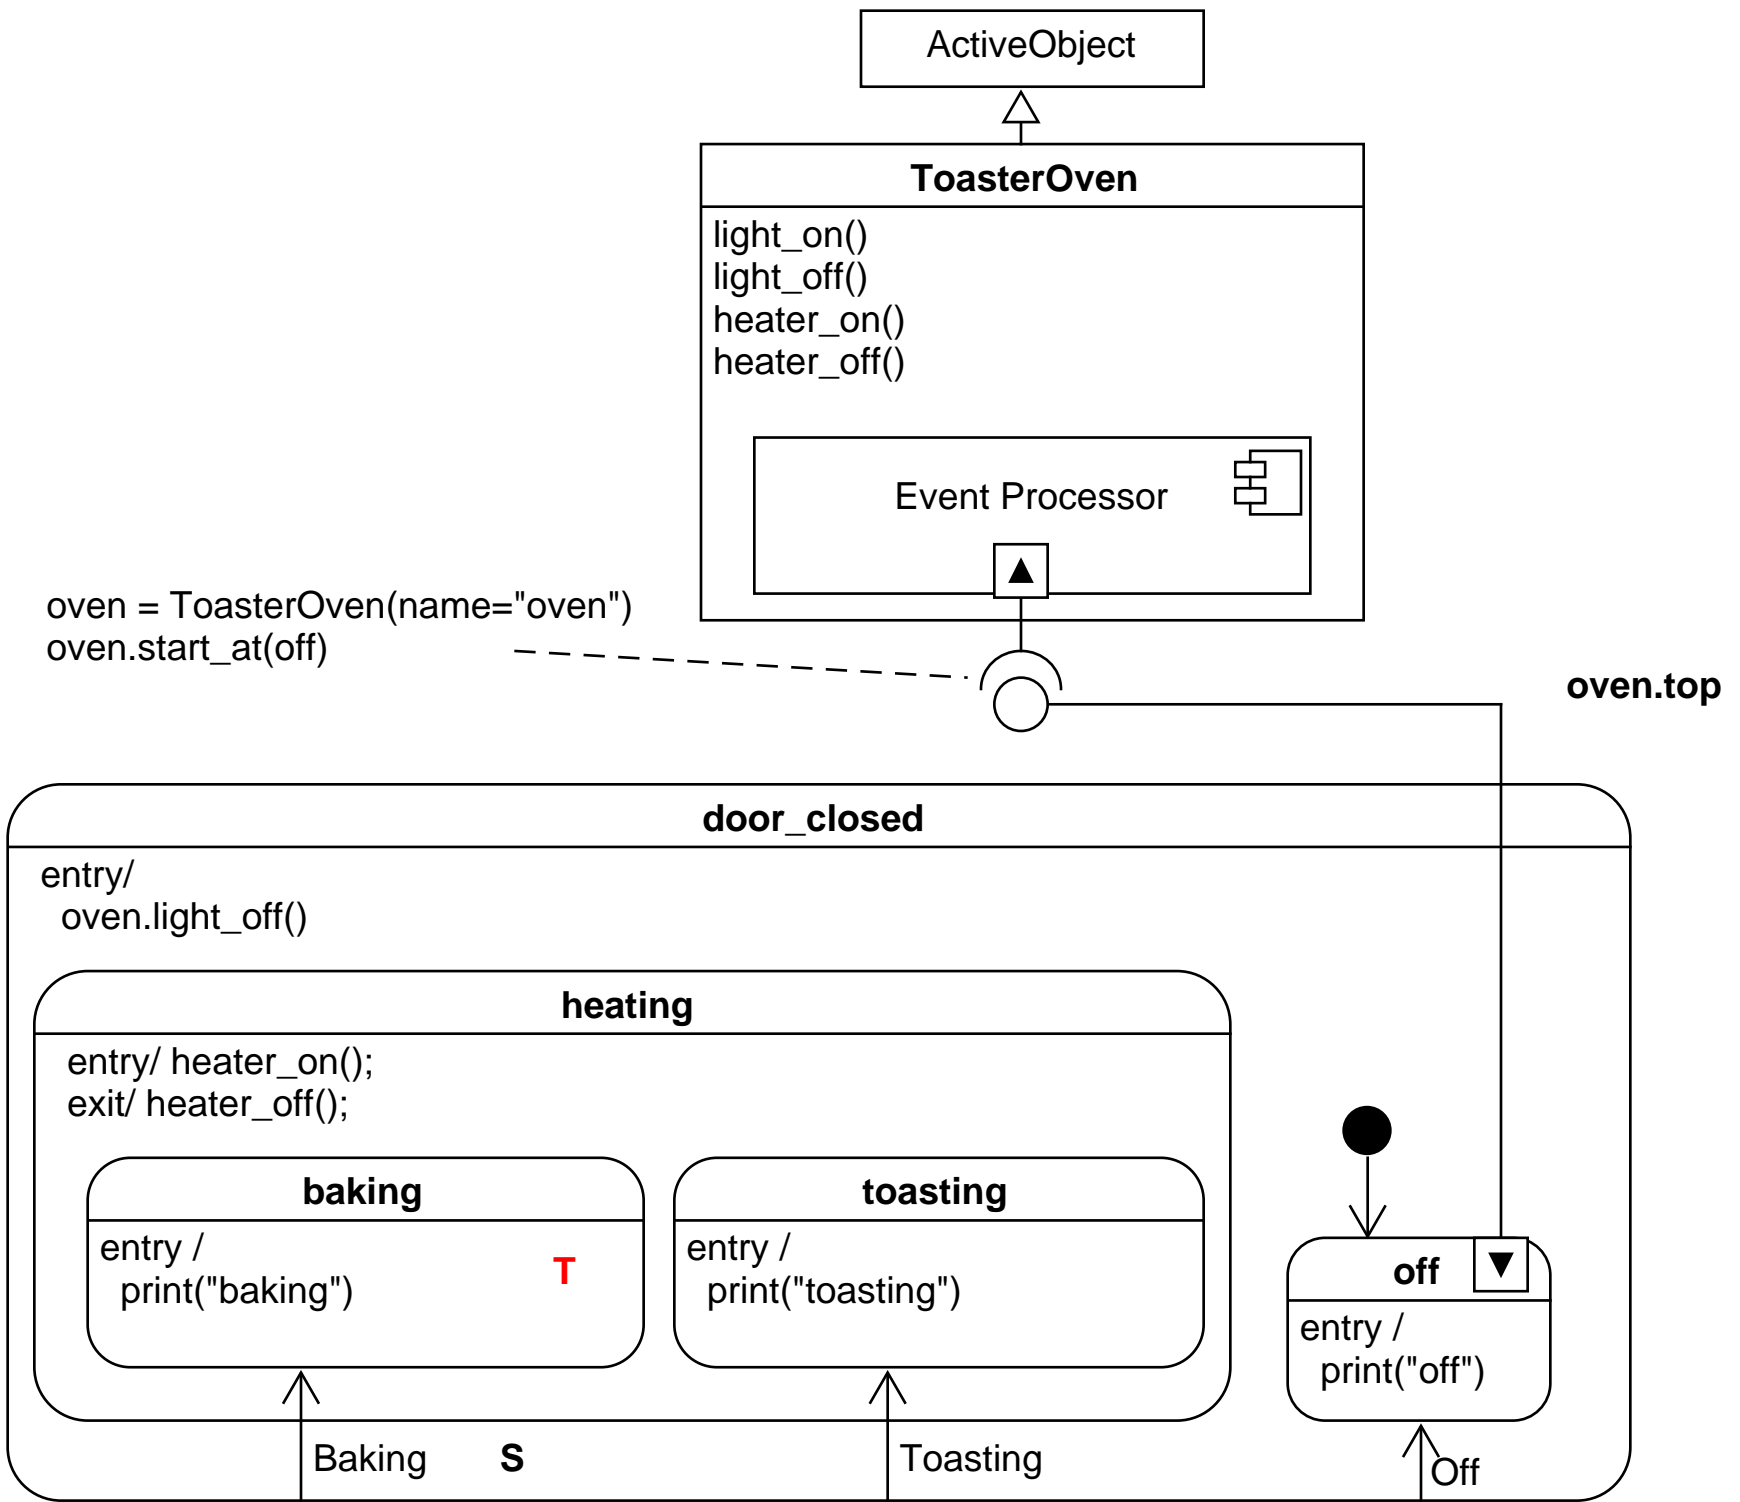 ActiveObject
ToasterOven
light_on()
light_off()
heater_on()
heater_off()
Event Processor
oven = ToasterOven(name="oven")
oven.start_at(off)
oven.top
door_closed
entry/
oven.light_off()
heating
entry/ heater_on();
exit/ heater_off();
baking
entry /
print("baking")
T
toasting
entry /
print("toasting")
off
entry /
print("off")
Baking
S
Toasting
Off